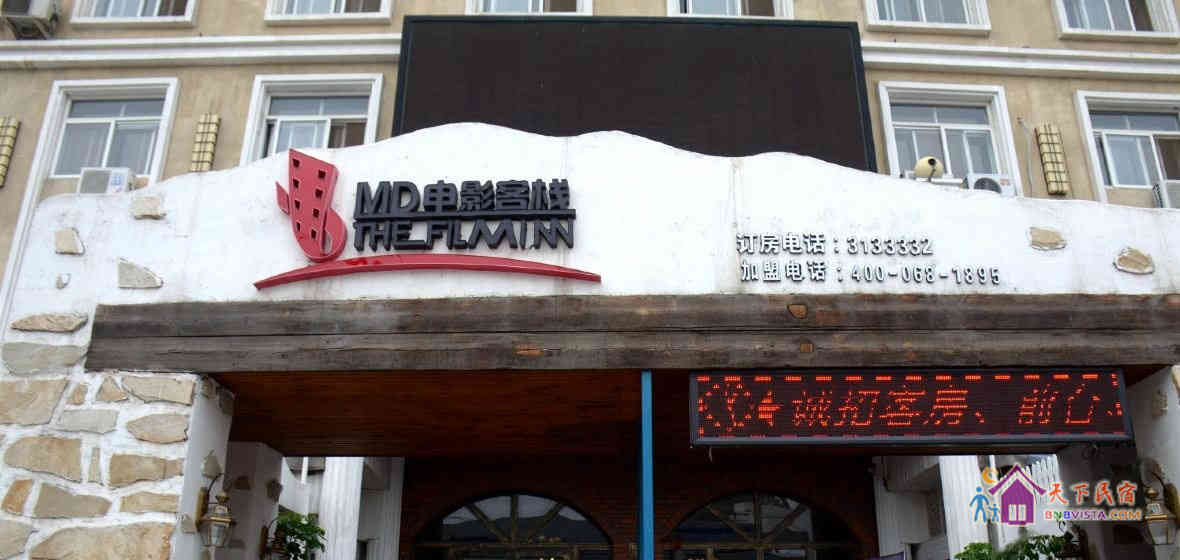 MD电影客栈
THE FILM INN
订房电话：3133332
加盟电话：400-068-1895
诚招客房、前
天下民宿
BNBVISTA.COM